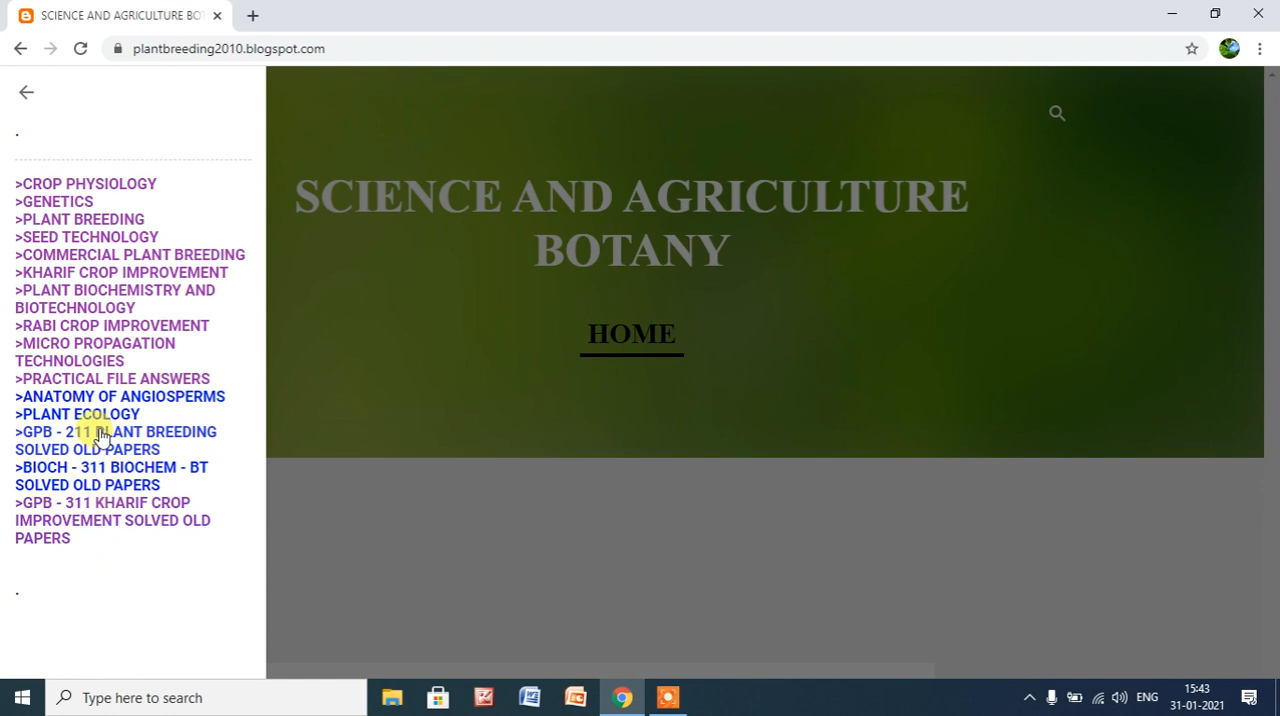 SCIENCE AND AGRICULTURE BOT
plantbreeding2010.blogspot.com
.
>CROP PHYSIOLOGY
>GENETICS
>PLANT BREEDING
>SEED TECHNOLOGY
>COMMERCIAL PLANT BREEDING
>KHARIF CROP IMPROVEMENT
>PLANT BIOCHEMISTRY AND
BIOTECHNOLOGY
>RABI CROP IMPROVEMENT
>MICRO PROPAGATION
TECHNOLOGIES
>PRACTICAL FILE ANSWERS
>ANATOMY OF ANGIOSPERMS
>PLANT ECOLOGY
>GPB - 211 PLANT BREEDING
SOLVED OLD PAPERS
>BIOCH - 311 BIOCHEM - BT
SOLVED OLD PAPERS
>GPB - 311 KHARIF CROP
IMPROVEMENT SOLVED OLD
PAPERS
.
SCIENCE AND AGRICULTURE
BOTANY
HOME
Type here to search
ENG
15:43
31-01-2021